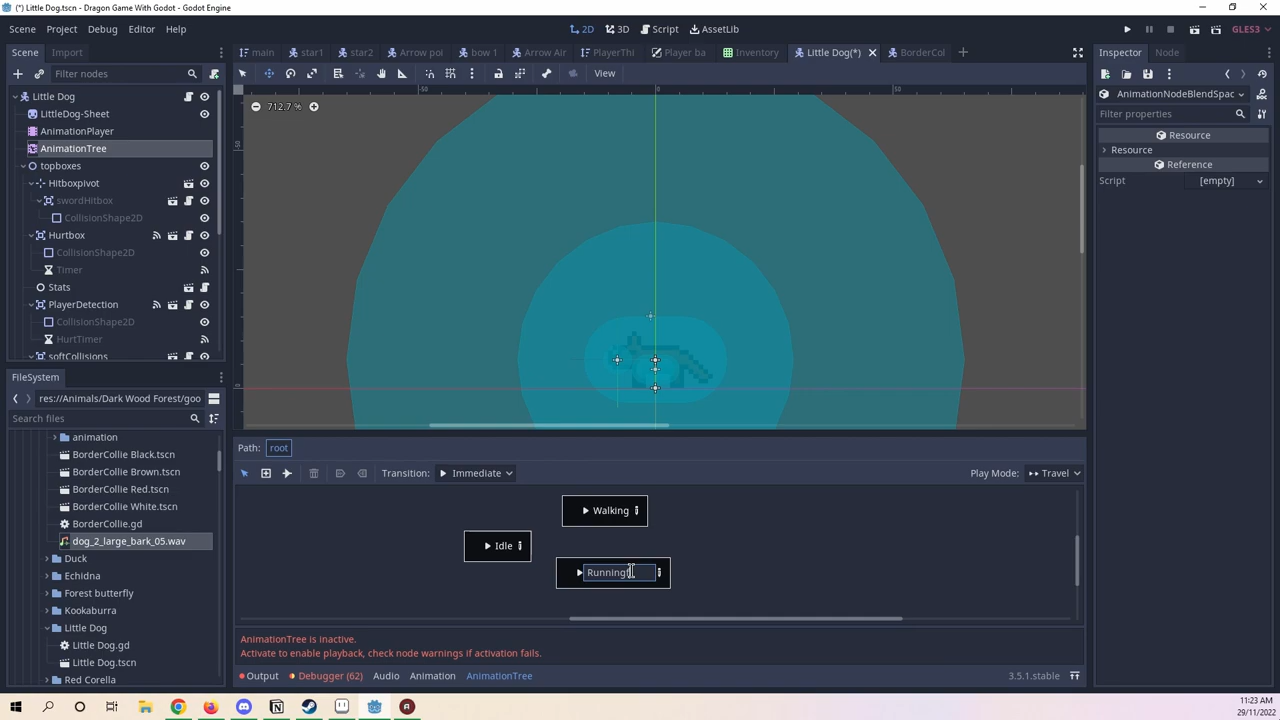 (*) Little Dog.tscn - Dragon Game With Godot - Godot Engine
Scene Project Debug Editor Help
2D 3D Script AssetLib
GLES3
Scene Import
main star1 star2 Arrow poi bow 1 Arrow Air PlayerThi Player ba Inventory Little Dog(*) BorderCol
Inspector Node
Filter nodes
View
AnimationNodeBlendSpac
Filter properties
Resource
Resource
Reference
Script [empty]
Little Dog
LittleDog-Sheet
AnimationPlayer
AnimationTree
topboxes
Hitboxpivot
swordHitbox
CollisionShape2D
Hurtbox
CollisionShape2D
Timer
Stats
PlayerDetection
CollisionShape2D
HurtTimer
softCollisions
712.7 %
-50 0 50
-50
0
FileSystem
res://Animals/Dark Wood Forest/goo
Search files
animation
BorderCollie Black.tscn
BorderCollie Brown.tscn
BorderCollie Red.tscn
BorderCollie White.tscn
BorderCollie.gd
dog_2_large_bark_05.wav
Duck
Echidna
Forest butterfly
Kookaburra
Little Dog
Little Dog.gd
Little Dog.tscn
Red Corella
Path: root
Transition: Immediate
Play Mode: Travel
Walking
Idle
Running
AnimationTree is inactive.
Activate to enable playback, check node warnings if activation fails.
Output Debugger (62) Audio Animation AnimationTree
3.5.1.stable
11:23 AM
29/11/2022